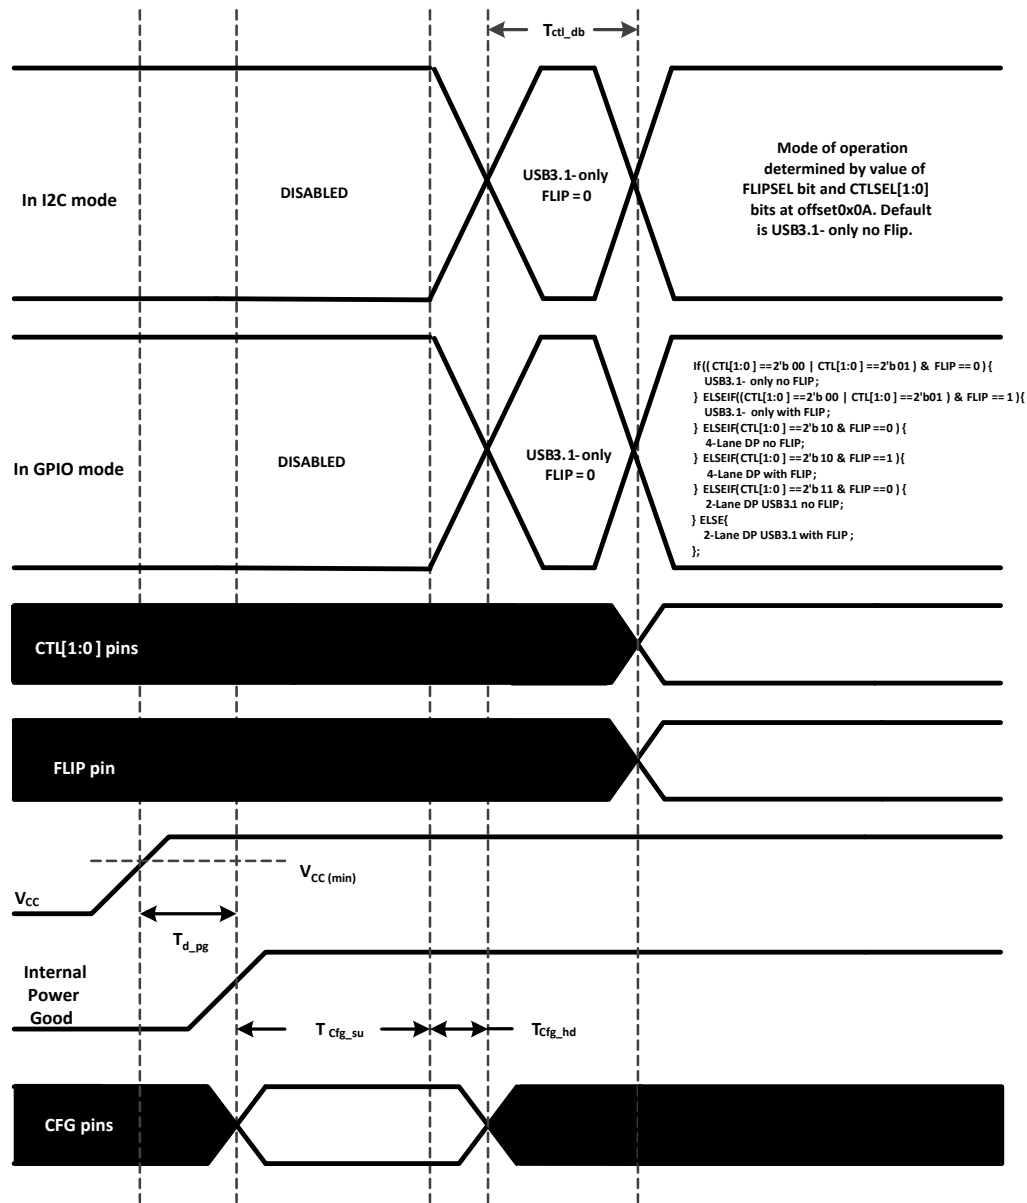 Tctl_db
In I2C mode
DISABLED
USB3.1- only
FLIP = 0
Mode of operation
determined by value of
FLIPSEL bit and CTLSEL[1:0]
bits at offset0x0A. Default
is USB3.1- only no Flip.
In GPIO mode
DISABLED
USB3.1- only
FLIP = 0
If(( CTL[1:0 ] ==2'b 00 | CTL[1:0 ] ==2'b 01 ) & FLIP == 0 ) {
USB3.1- only no FLIP ;
} ELSEIF((CTL[1:0 ] ==2'b 00 | CTL[1:0 ] ==2'b01 ) & FLIP == 1 ){
USB3.1- only with FLIP ;
} ELSEIF(CTL[1:0 ] ==2'b 10 & FLIP ==0 ) {
4-Lane DP no FLIP;
} ELSEIF(CTL[1:0 ] ==2'b 10 & FLIP ==1 ){
4-Lane DP with FLIP;
} ELSEIF(CTL[1:0 ] ==2'b 11 & FLIP ==0 ) {
2-Lane DP USB3.1 no FLIP;
} ELSE{
2-Lane DP USB3.1 with FLIP ;
};
CTL[1:0 ] pins
FLIP pin
VCC (min)
VCC
Td_pg
Internal
Power
Good
T Cfg_su
TCfg_hd
CFG pins